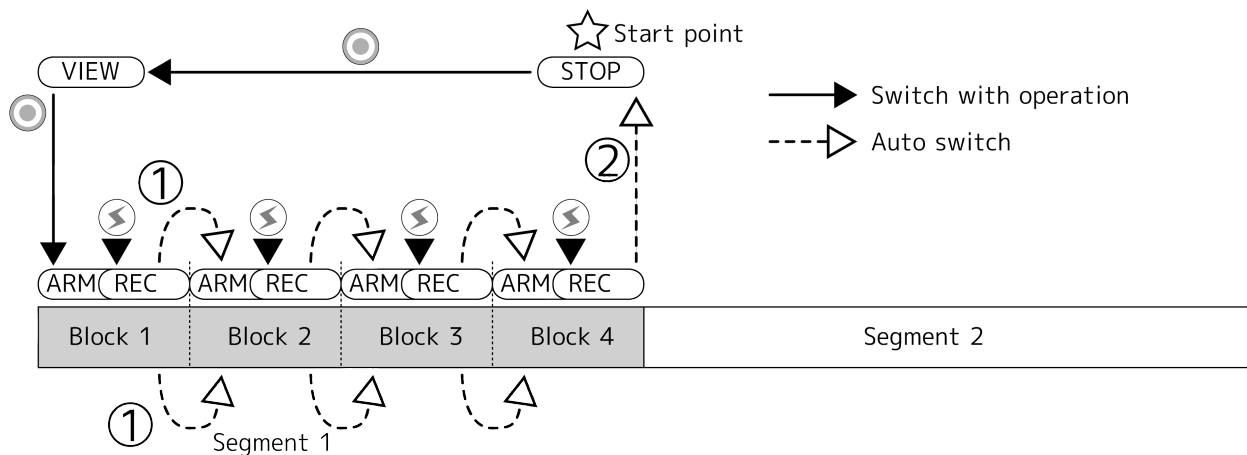 Start point
VIEW
STOP
Switch with operation
Auto switch
②
①
ARM REC ARM REC ARM REC ARM REC
Block 1 Block 2 Block 3 Block 4 Segment 2
①
Segment 1